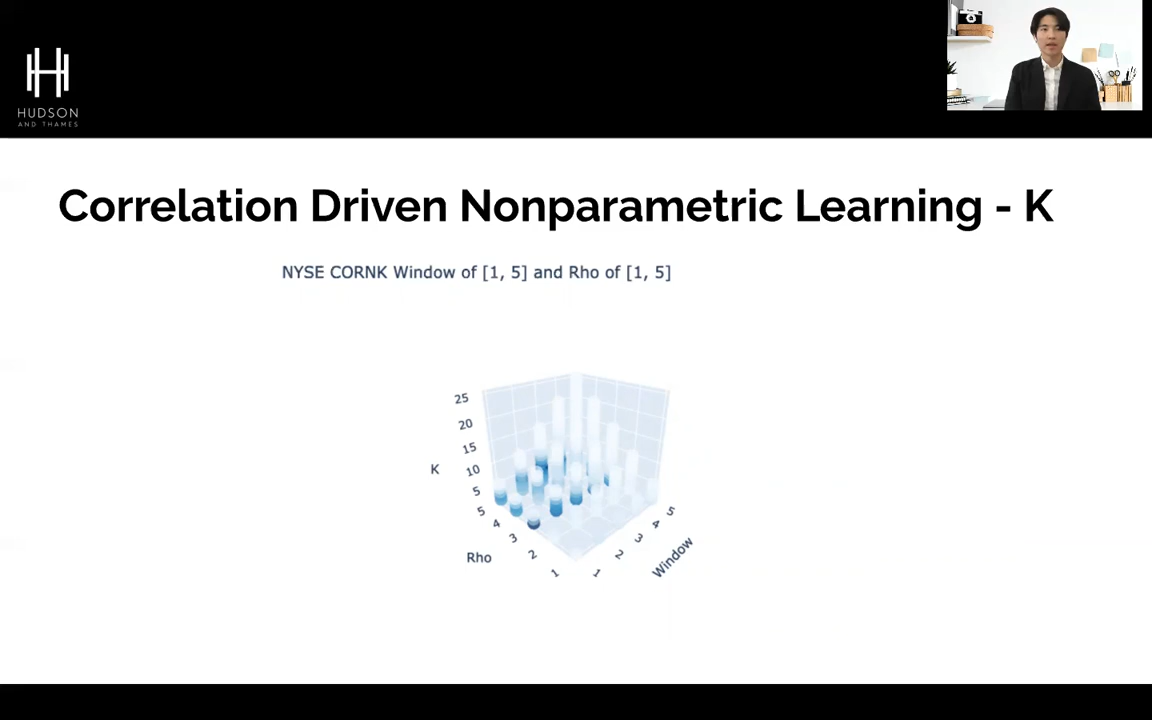 HUDSON
AND THAMES
Correlation Driven Nonparametric Learning - K
NYSE CORNK Window of [1, 5] and Rho of [1, 5]
25
20
15
10
5
K
5
4
3
2
1
Rho
1
2
3
4
5
Window